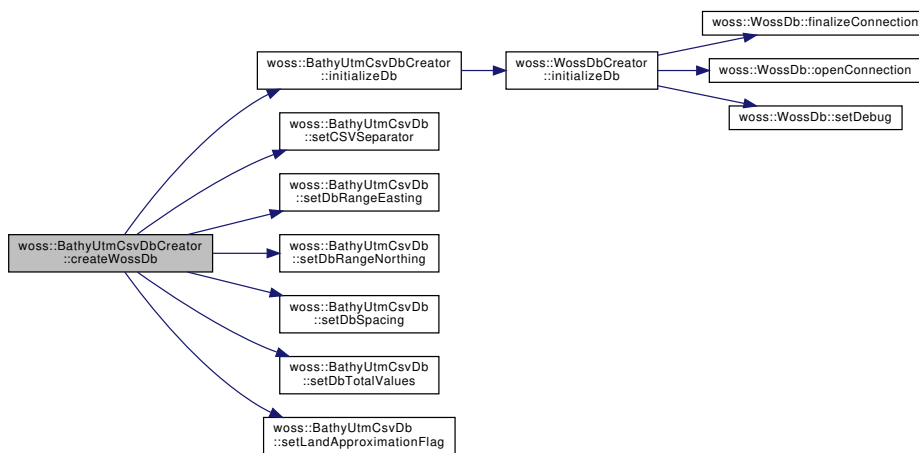 woss::BathyUtmCsvDbCreator
::createWossDb
woss::BathyUtmCsvDbCreator
::initializeDb
woss::WossDbCreator
::initializeDb
woss::WossDb::finalizeConnection
woss::WossDb::openConnection
woss::WossDb::setDebug
woss::BathyUtmCsvDb
::setCSVSeparator
woss::BathyUtmCsvDb
::setDbRangeEasting
woss::BathyUtmCsvDb
::setDbRangeNorthing
woss::BathyUtmCsvDb
::setDbSpacing
woss::BathyUtmCsvDb
::setDbTotalValues
woss::BathyUtmCsvDb
::setLandApproximationFlag